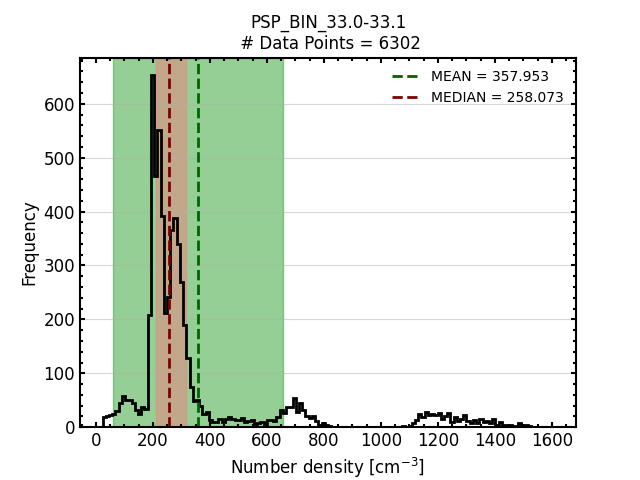 PSP_BIN_33.0-33.1
# Data Points = 6302
MEAN = 357.953
MEDIAN = 258.073
Frequency
600
500
400
300
200
100
0
0 200 400 600 800 1000 1200 1400 1600
Number density [cm⁻³]